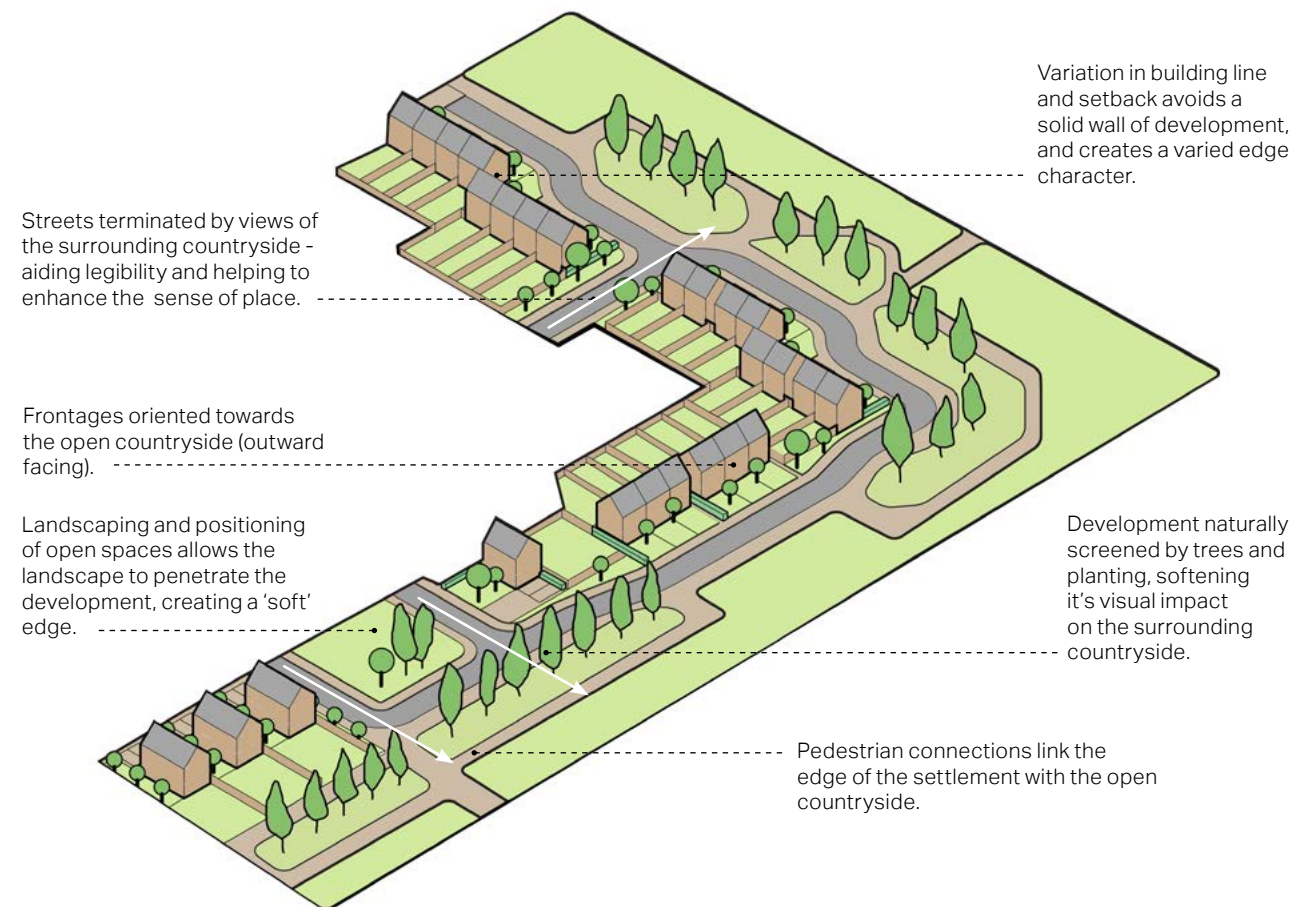 Variation in building line
and setback avoids a
solid wall of development,
and creates a varied edge
character.
Streets terminated by views of
the surrounding countryside -
aiding legibility and helping to
enhance the sense of place.
Frontages oriented towards
the open countryside (outward
facing).
Landscaping and positioning
of open spaces allows the
landscape to penetrate the
development, creating a ‘soft’
edge.
Development naturally
screened by trees and
planting, softening
it's visual impact
on the surrounding
countryside.
Pedestrian connections link the
edge of the settlement with the open
countryside.